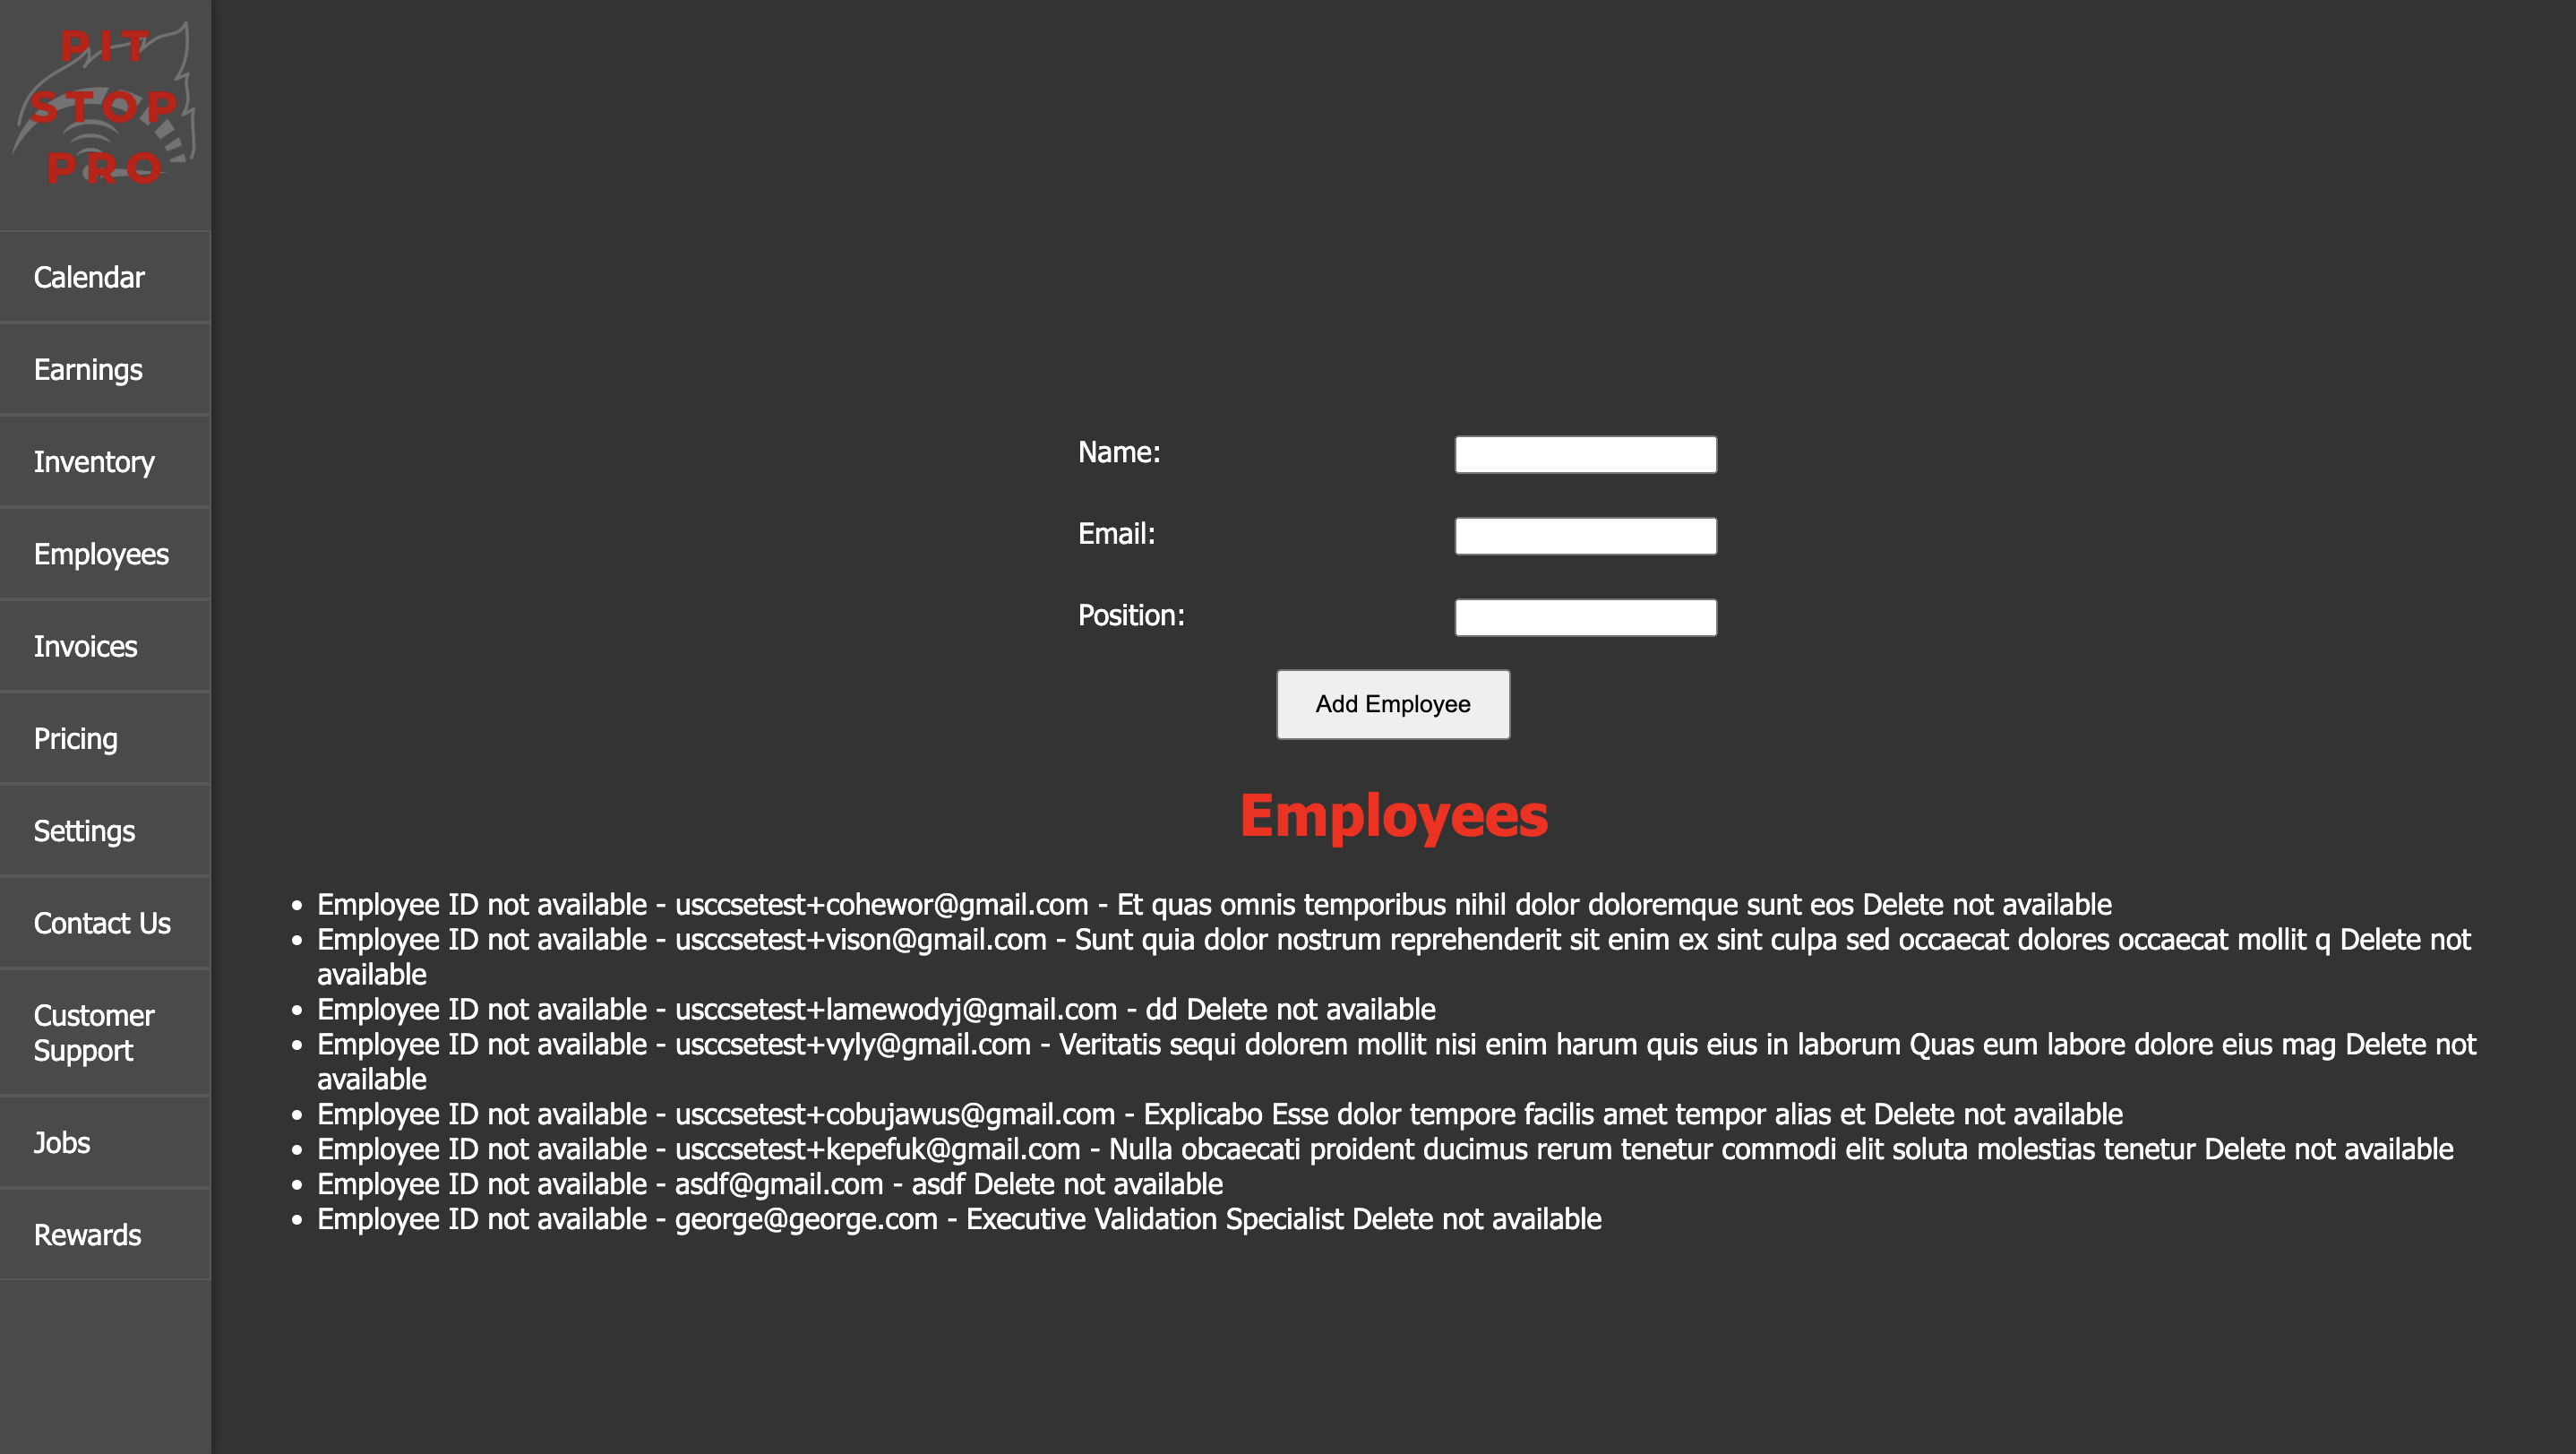 PIT
STOP
PRO
Calendar
Earnings
Inventory
Employees
Invoices
Pricing
Settings
Contact Us
Customer
Support
Jobs
Rewards
Name:
Email:
Position:
Add Employee
Employees
Employee ID not available - usccsetest+cohewor@gmail.com - Et quas omnis temporibus nihil dolor doloremque sunt eos Delete not available
Employee ID not available - usccsetest+vison@gmail.com - Sunt quia dolor nostrum reprehenderit sit enim ex sint culpa sed occaecat dolores occaecat mollit q Delete not
available
Employee ID not available - usccsetest+lamewodyj@gmail.com - dd Delete not available
Employee ID not available - usccsetest+vyly@gmail.com - Veritatis sequi dolorem mollit nisi enim harum quis eius in laborum Quas eum labore dolore eius mag Delete not
available
Employee ID not available - usccsetest+cobujawus@gmail.com - Explicabo Esse dolor tempore facilis amet tempor alias et Delete not available
Employee ID not available - usccsetest+kepefuk@gmail.com - Nulla obcaecati proident ducimus rerum tenetur commodi elit soluta molestias tenetur Delete not available
Employee ID not available - asdf@gmail.com - asdf Delete not available
Employee ID not available - george@george.com - Executive Validation Specialist Delete not available